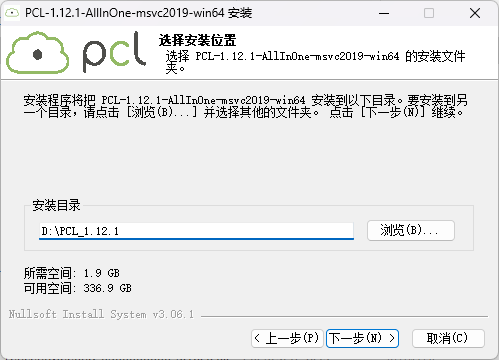 PCL-1.12.1-AllInOne-msvc2019-win64 安装
pcl
选择安装位置
选择 PCL-1.12.1-AllInOne-msvc2019-win64 的安装文件
夹。
安装程序将把 PCL-1.12.1-AllInOne-msvc2019-win64 安装到以下目录。要安装到另
一个目录，请点击 [浏览(B)...] 并选择其他的文件夹。 点击 [下一步(N)] 继续。
安装目录
D:\PCL_1.12.1
浏览(B)...
所需空间: 1.9 GB
可用空间: 336.9 GB
Nullsoft Install System v3.06.1
< 上一步(P)
下一步(N) >
取消(C)